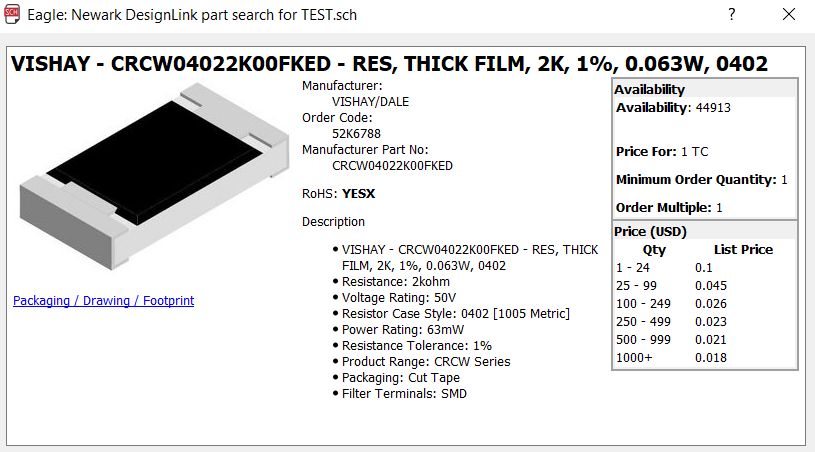 Eagle: Newark DesignLink part search for TEST.sch
VISHAY - CRCW04022K00FKED - RES, THICK FILM, 2K, 1%, 0.063W, 0402
Packaging / Drawing / Footprint
Manufacturer:
VISHAY/DALE
Order Code:
52K6788
Manufacturer Part No:
CRCW04022K00FKED
RoHS: YESX
Description
• VISHAY - CRCW04022K00FKED - RES, THICK
FILM, 2K, 1%, 0.063W, 0402
• Resistance: 2kohm
• Voltage Rating: 50V
• Resistor Case Style: 0402 [1005 Metric]
• Power Rating: 63mW
• Resistance Tolerance: 1%
• Product Range: CRCW Series
• Packaging: Cut Tape
• Filter Terminals: SMD
Availability
Availability: 44913
Price For: 1 TC
Minimum Order Quantity: 1
Order Multiple: 1
Price (USD)
Qty List Price
1 - 24 0.1
25 - 99 0.045
100 - 249 0.026
250 - 499 0.023
500 - 999 0.021
1000+ 0.018